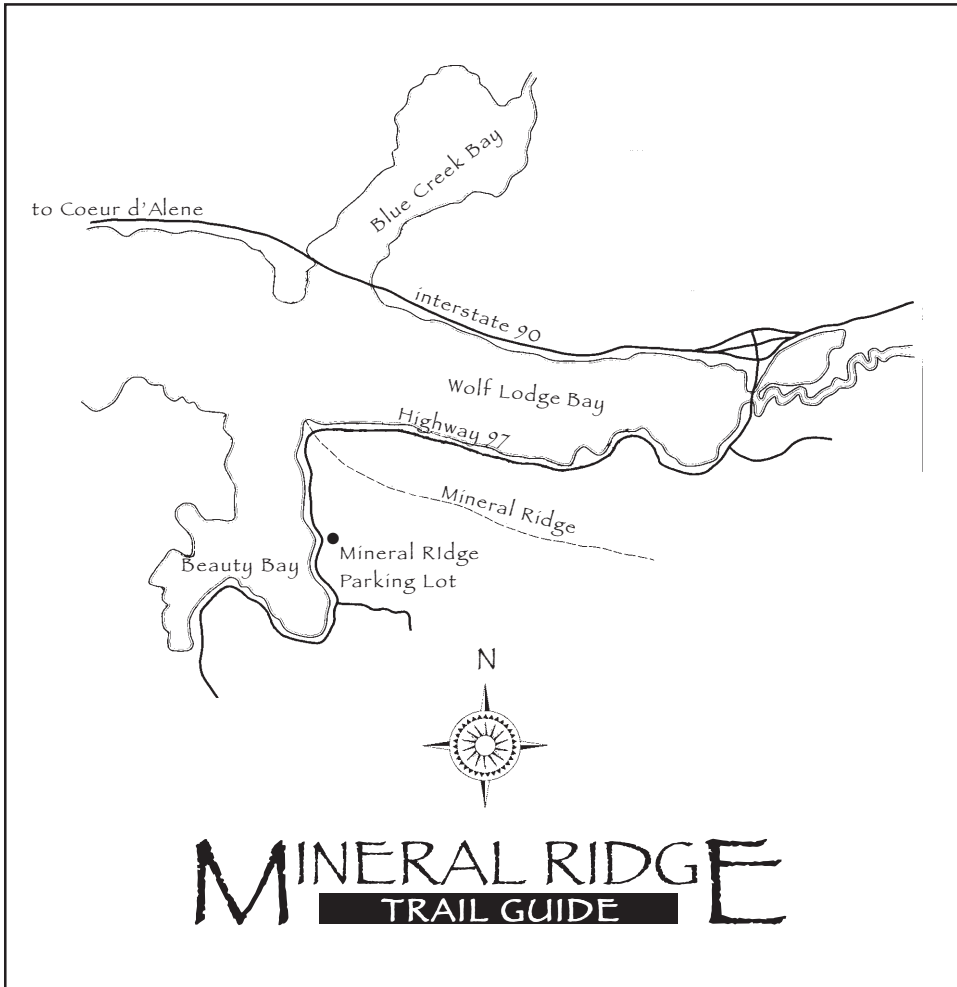 Blue Creek Bay
to Coeur d'Alene
interstate 90
Wolf Lodge Bay
Highway 97
Mineral Ridge
Mineral RIdge
Parking Lot
Beauty Bay
N
MINERAL RIDGE
TRAIL GUIDE